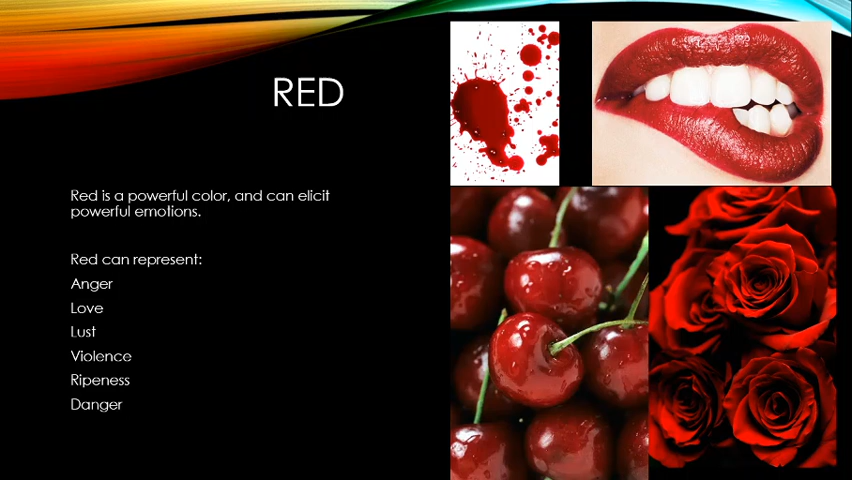 RED
Red is a powerful color, and can elicit
powerful emotions.
Red can represent:
Anger
Love
Lust
Violence
Ripeness
Danger